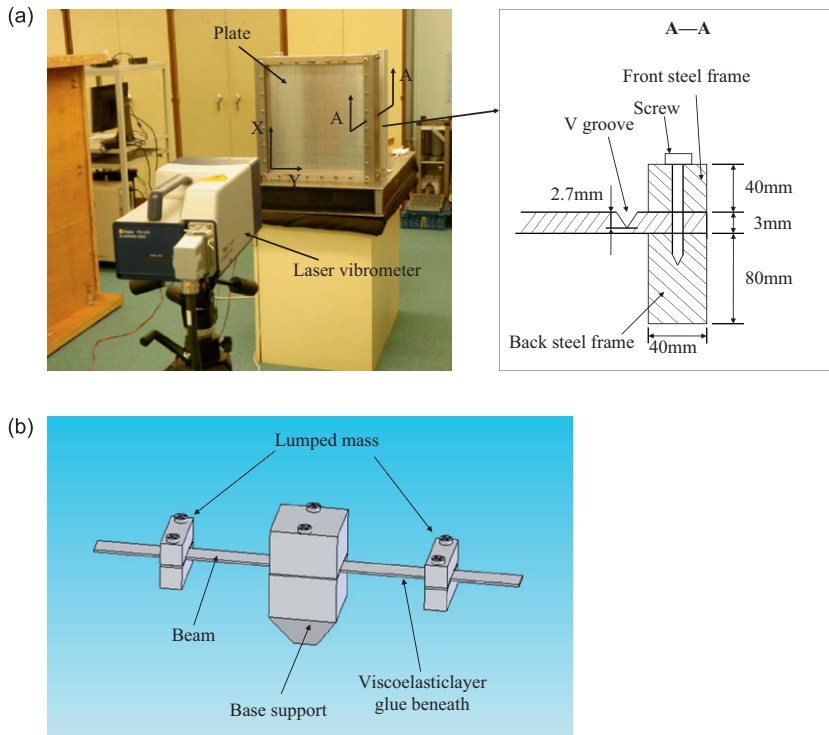 (a)
Plate
A
A
X
Y
Laser vibrometer
A—A
Front steel frame
Screw
V groove
2.7mm
40mm
3mm
80mm
Back steel frame
40mm
(b)
Lumped mass
Beam
Base support
Viscoelasticlayer
glue beneath